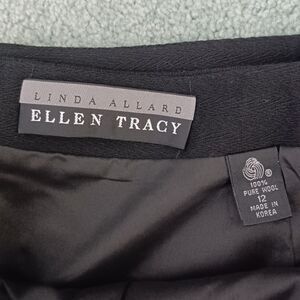 LINDA ALLARD
ELLEN TRACY
®
100%
PURE WOOL
12
MADE IN
KOREA